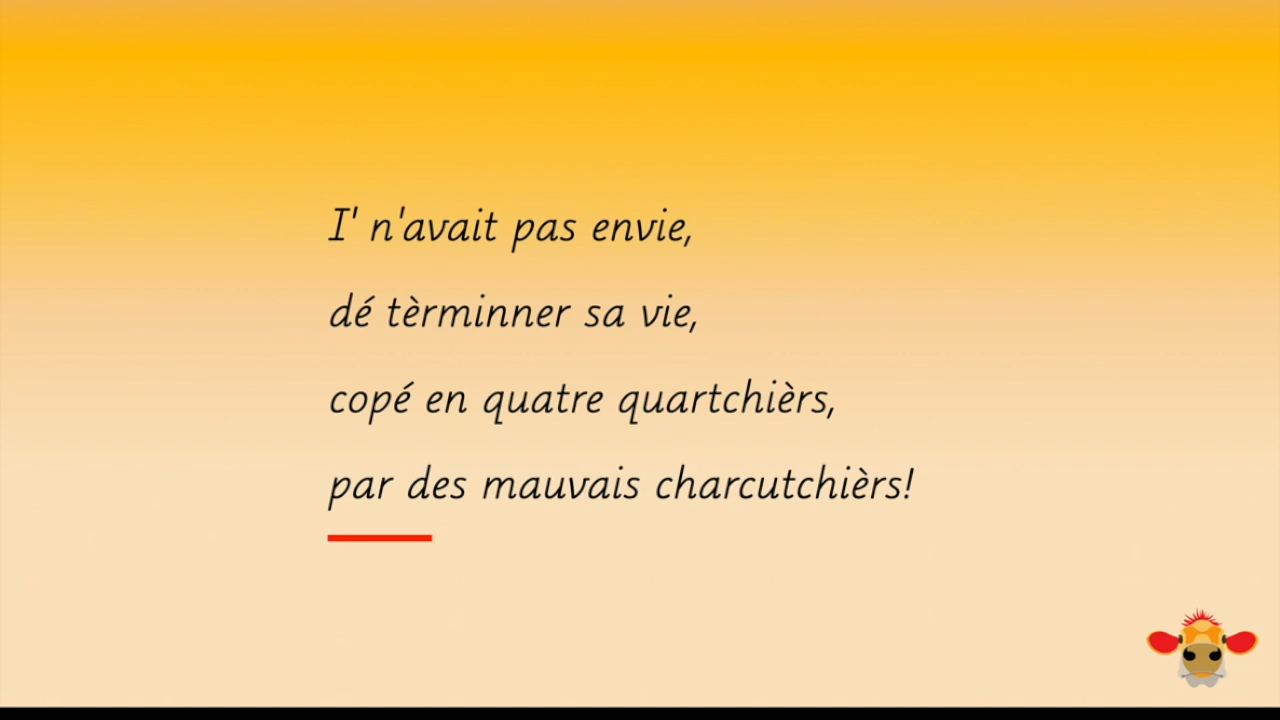 I' n'avait pas envie,
dé tèrminner sa vie,
copé en quatre quartchièrs,
par des mauvais charcutchièrs!